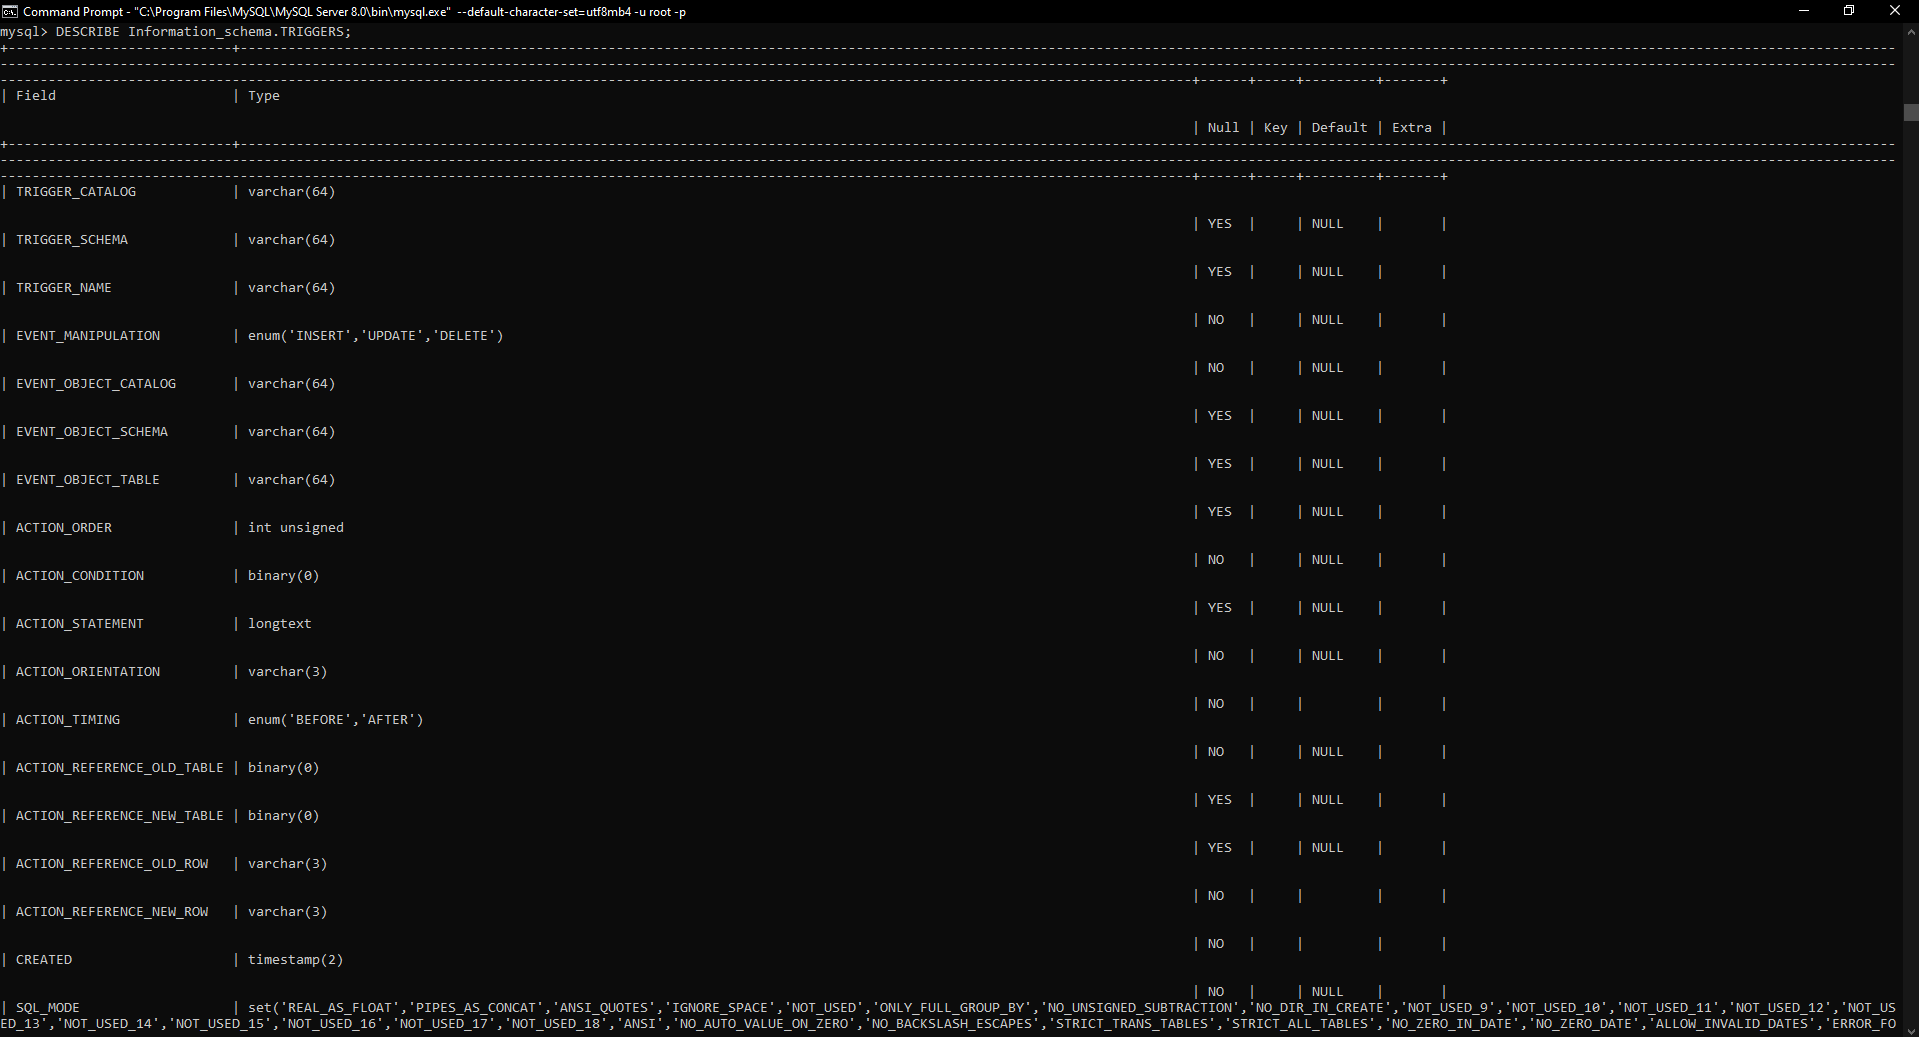 Command Prompt - "C:\Program Files\MySQL\MySQL Server 8.0\bin\mysql.exe"  --default-character-set=utf8mb4 -u root -p
mysql> DESCRIBE Information_schema.TRIGGERS;
| Field | Type
| Null | Key | Default | Extra |
| TRIGGER_CATALOG | varchar(64)
| YES | | NULL | |
| TRIGGER_SCHEMA | varchar(64)
| YES | | NULL | |
| TRIGGER_NAME | varchar(64)
| NO | | NULL | |
| EVENT_MANIPULATION | enum('INSERT','UPDATE','DELETE')
| NO | | NULL | |
| EVENT_OBJECT_CATALOG | varchar(64)
| YES | | NULL | |
| EVENT_OBJECT_SCHEMA | varchar(64)
| YES | | NULL | |
| EVENT_OBJECT_TABLE | varchar(64)
| YES | | NULL | |
| ACTION_ORDER | int unsigned
| NO | | NULL | |
| ACTION_CONDITION | binary(0)
| YES | | NULL | |
| ACTION_STATEMENT | longtext
| NO | | NULL | |
| ACTION_ORIENTATION | varchar(3)
| NO | | | |
| ACTION_TIMING | enum('BEFORE','AFTER')
| NO | | NULL | |
| ACTION_REFERENCE_OLD_TABLE | binary(0)
| YES | | NULL | |
| ACTION_REFERENCE_NEW_TABLE | binary(0)
| YES | | NULL | |
| ACTION_REFERENCE_OLD_ROW | varchar(3)
| NO | | | |
| ACTION_REFERENCE_NEW_ROW | varchar(3)
| NO | | | |
| CREATED | timestamp(2)
| NO | | NULL | |
| SQL_MODE | set('REAL_AS_FLOAT','PIPES_AS_CONCAT','ANSI_QUOTES','IGNORE_SPACE','NOT_USED','ONLY_FULL_GROUP_BY','NO_UNSIGNED_SUBTRACTION','NO_DIR_IN_CREATE','NOT_USED_9','NOT_USED_10','NOT_USED_11','NOT_USED_12','NOT_US
ED_13','NOT_USED_14','NOT_USED_15','NOT_USED_16','NOT_USED_17','NOT_USED_18','ANSI','NO_AUTO_VALUE_ON_ZERO','NO_BACKSLASH_ESCAPES','STRICT_TRANS_TABLES','STRICT_ALL_TABLES','NO_ZERO_IN_DATE','NO_ZERO_DATE','ALLOW_INVALID_DATES','ERROR_FO